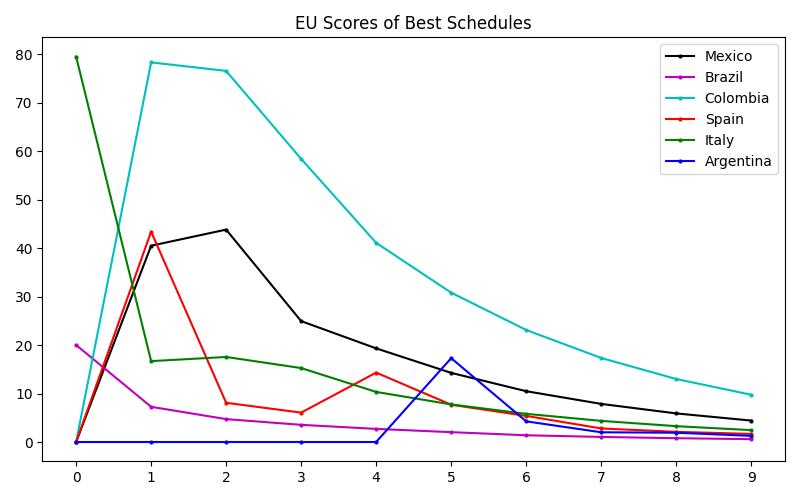 EU Scores of Best Schedules
Mexico
Brazil
Colombia
Spain
Italy
Argentina
80
70
60
50
40
30
20
10
0
0 1 2 3 4 5 6 7 8 9